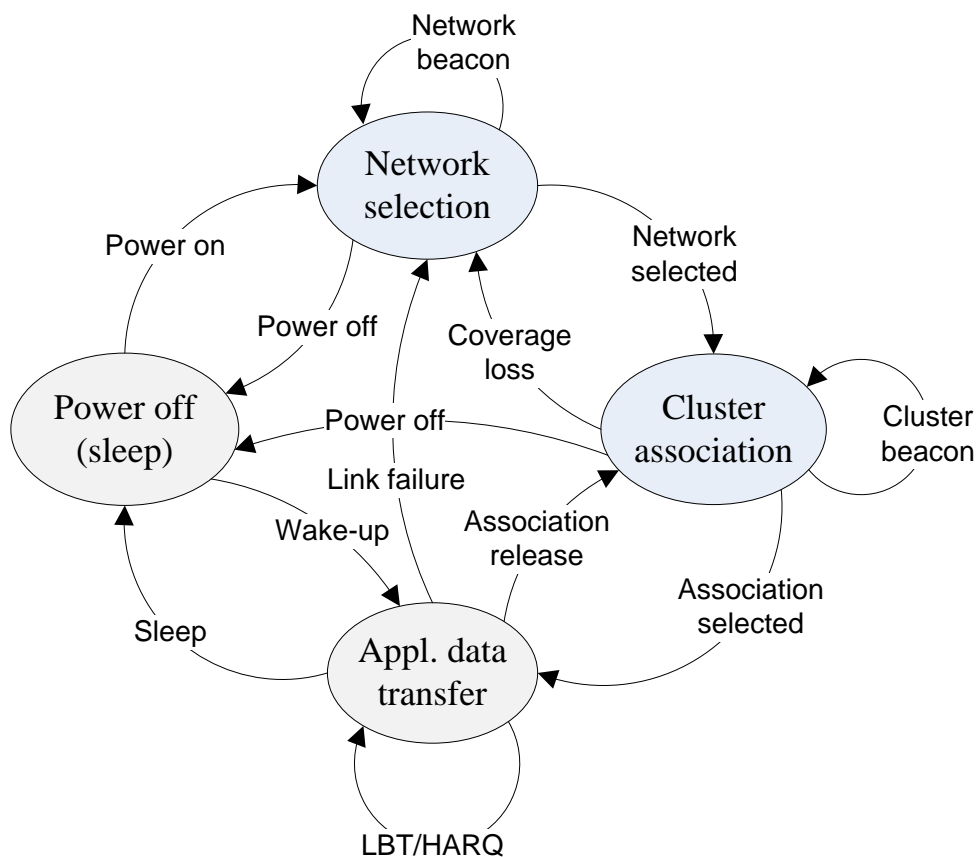 Network
beacon
Network
selection
Power on
Network
selected
Power off
Coverage
loss
Power off
(sleep)
Power off
Cluster
association
Cluster
beacon
Link failure
Wake-up
Association
release
Association
selected
Sleep
Appl. data
transfer
LBT/HARQ